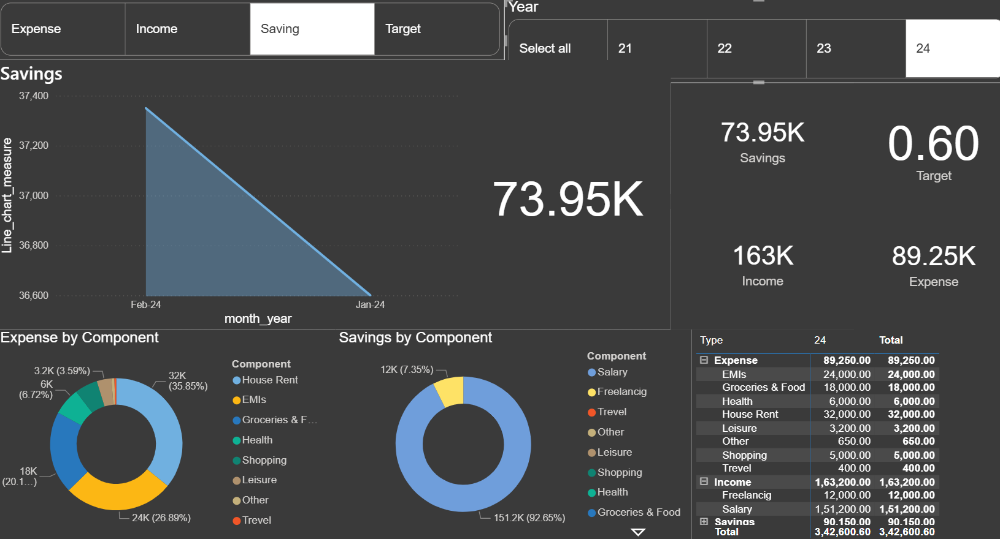 Expense
Income
Saving
Target
Year
Select all
21
22
23
24
Savings
37,400
37,200
37,000
36,800
36,600
Line_chart_measure
Feb-24
Jan-24
month_year
73.95K
73.95K
Savings
0.60
Target
163K
Income
89.25K
Expense
Expense by Component
3.2K (3.59%)
6K
(6.72%)
18K
(20.1...)
32K
(35.85%)
24K (26.89%)
Component
House Rent
EMIs
Groceries & F...
Health
Shopping
Leisure
Other
Trevel
Savings by Component
12K (7.35%)
151.2K (92.65%)
Component
Salary
Freelancig
Trevel
Other
Leisure
Shopping
Health
Groceries & Food
Type 24 Total
Expense 89,250.00 89,250.00
EMIs 24,000.00 24,000.00
Groceries & Food 18,000.00 18,000.00
Health 6,000.00 6,000.00
House Rent 32,000.00 32,000.00
Leisure 3,200.00 3,200.00
Other 650.00 650.00
Shopping 5,000.00 5,000.00
Trevel 400.00 400.00
Income 1,63,200.00 1,63,200.00
Freelancig 12,000.00 12,000.00
Salary 1,51,200.00 1,51,200.00
Savings 90,150.00 90,150.00
Total 3,42,600.60 3,42,600.60